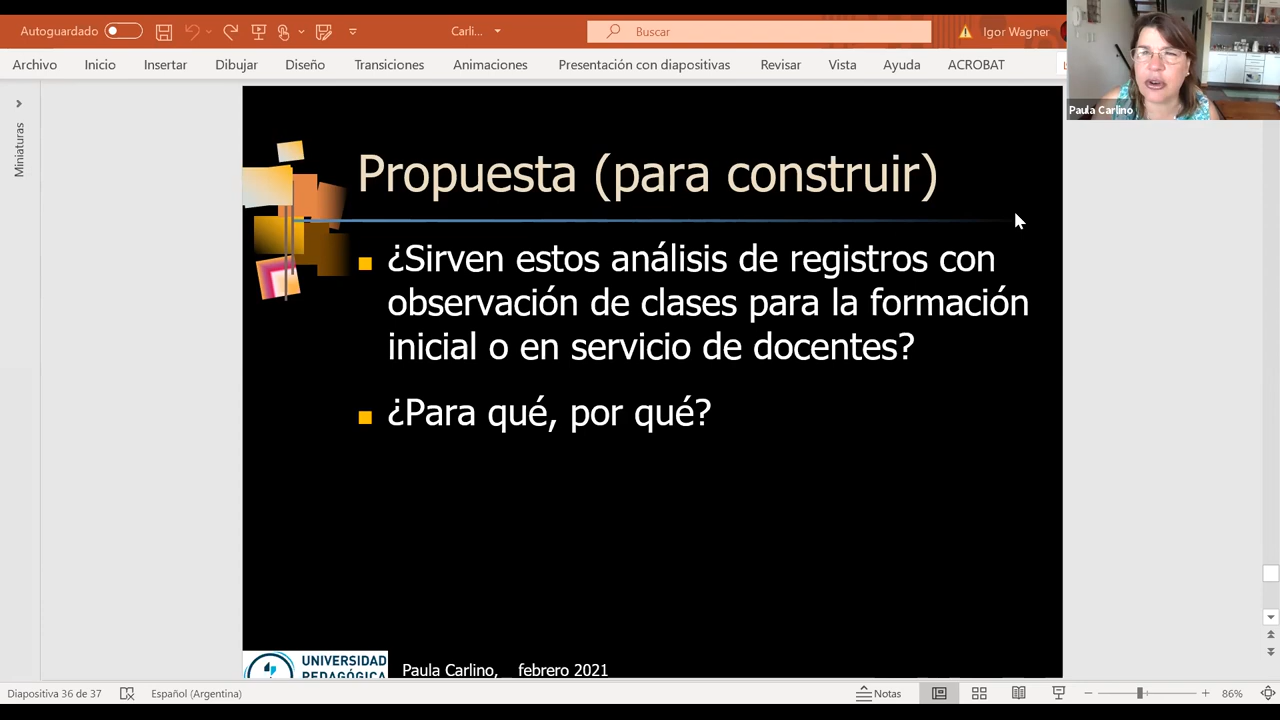 Autoguardado
Carli...
Buscar
Igor Wagner
Archivo Inicio Insertar Dibujar Diseño Transiciones Animaciones Presentación con diapositivas Revisar Vista Ayuda ACROBAT
Paula Carlino
Miniaturas
Propuesta (para construir)
¿Sirven estos análisis de registros con
observación de clases para la formación
inicial o en servicio de docentes?
¿Para qué, por qué?
UNIVERSIDAD
PEDAGÓGICA
Paula Carlino, febrero 2021
Diapositiva 36 de 37 Español (Argentina) Notas 86%